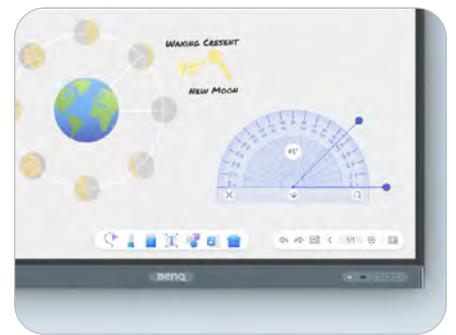 WAXING CRESENT
45°
NEW MOON
45°
1/1
BenQ